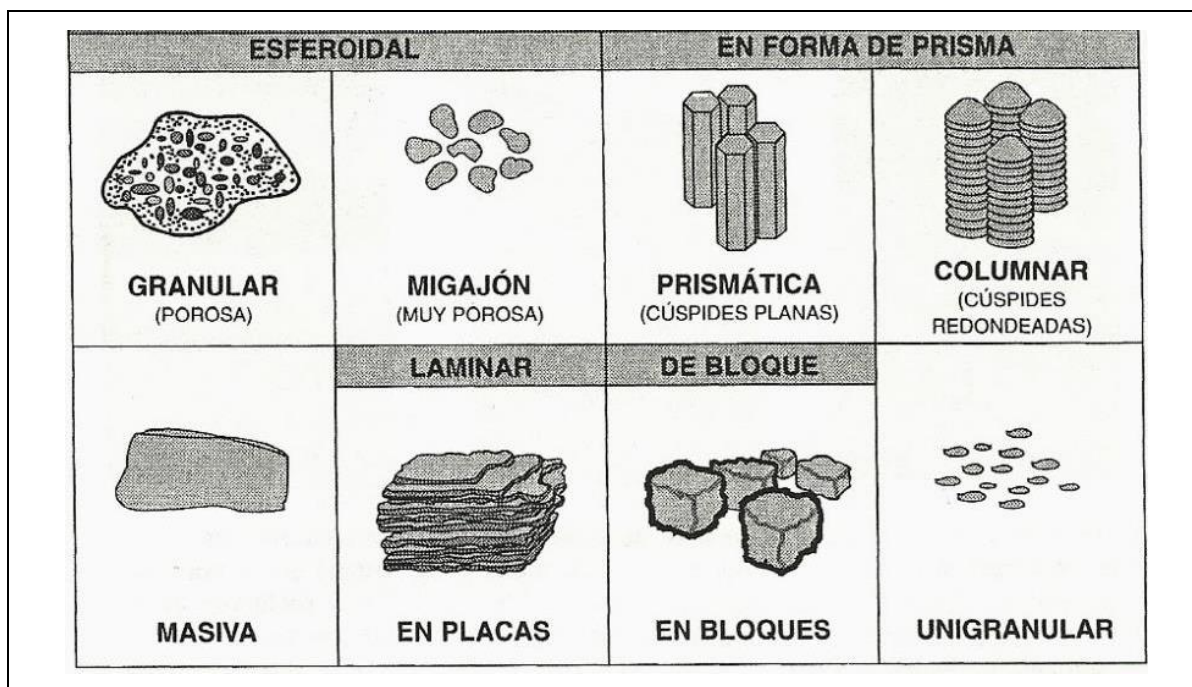 ESFEROIDAL
EN FORMA DE PRISMA
GRANULAR
(POROSA)
MIGAJÓN
(MUY POROSA)
PRISMÁTICA
(CÚSPIDES PLANAS)
COLUMNAR
(CÚSPIDES
REDONDEADAS)
LAMINAR
DE BLOQUE
MASIVA
EN PLACAS
EN BLOQUES
UNIGRANULAR